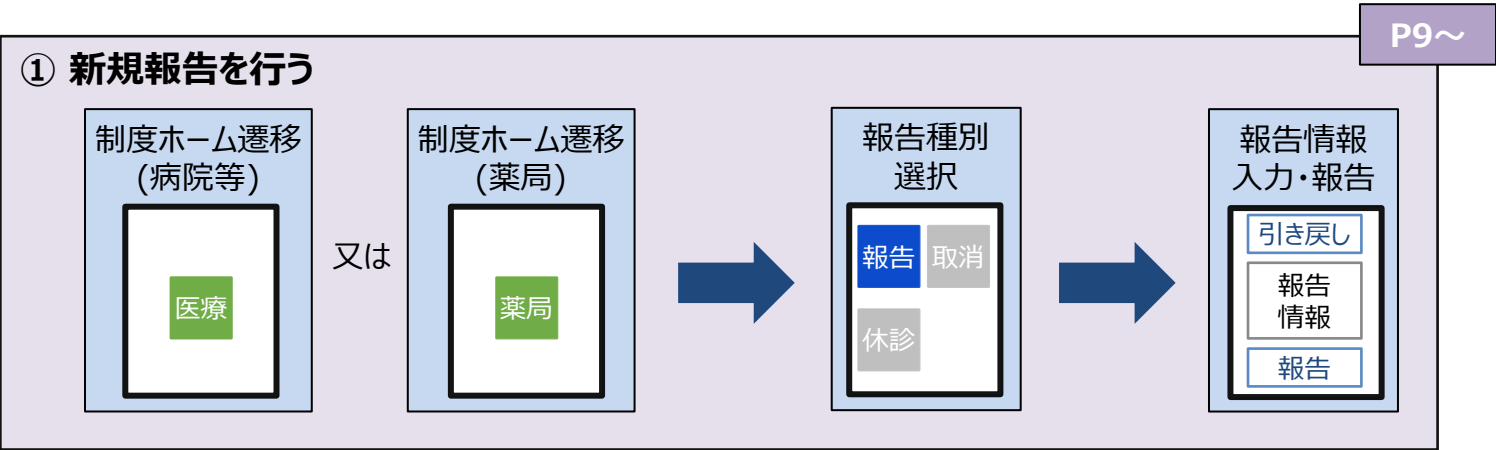 P9～
① 新規報告を行う
制度ホーム遷移
(病院等)
医療
又は
制度ホーム遷移
(薬局)
薬局
報告種別
選択
報告
取消
休診
報告情報
入力・報告
引き戻し
報告
情報
報告